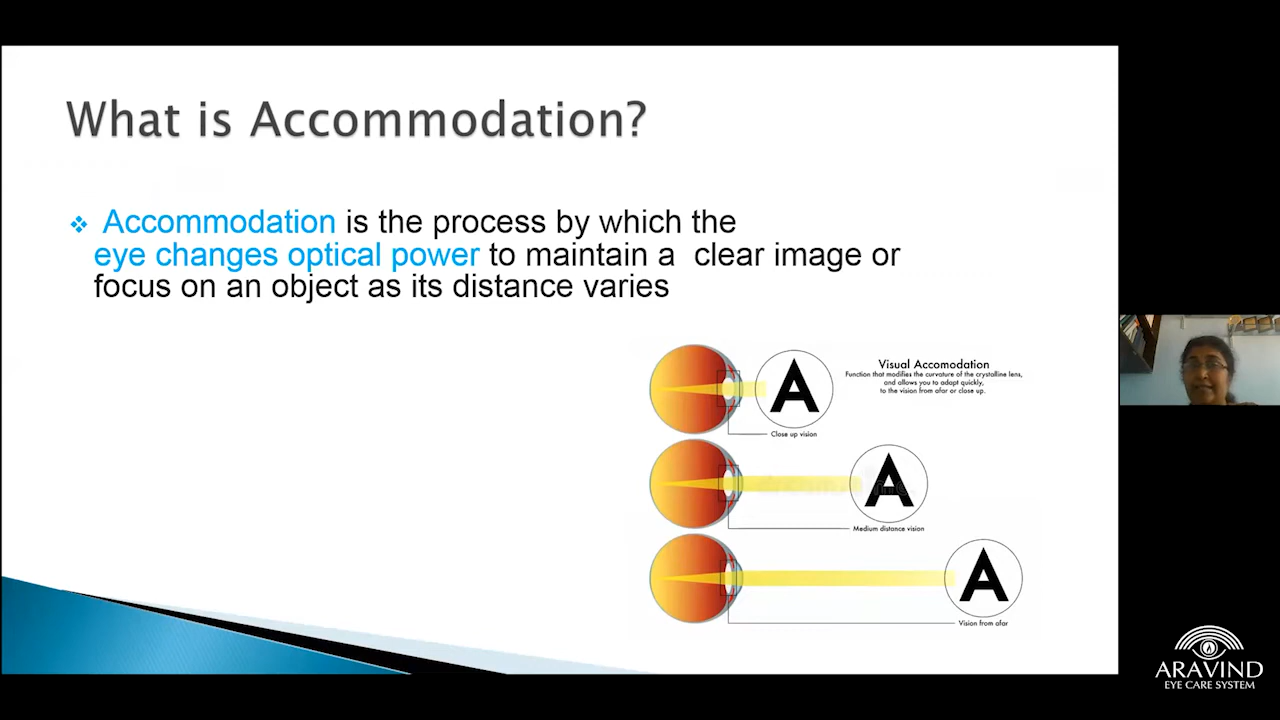 What is Accommodation?
Accommodation is the process by which the
eye changes optical power to maintain a clear image or
focus on an object as its distance varies
Visual Accomodation
Function that modifies the curvature of the crystalline lens,
and allows you to adapt quickly,
to the vision from afar or close up.
A
Close up vision
A
Medium distance vision
A
Vision from afar
ARAVIND
EYE CARE SYSTEM